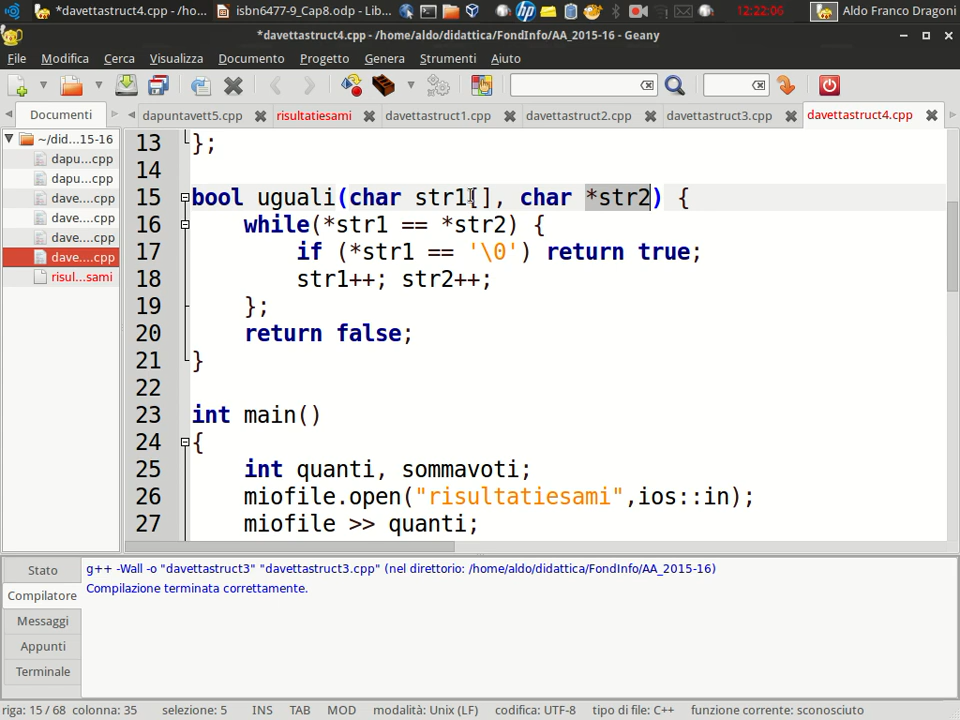 *davettastruct4.cpp - /ho...
isbn6477-9_Cap8.odp - Lib...
12:22:06
Aldo Franco Dragoni
*davettastruct4.cpp - /home/aldo/didattica/FondInfo/AA_2015-16 - Geany
File Modifica Cerca Visualizza Documento Progetto Genera Strumenti Aiuto
Documenti
dapuntavett5.cpp risultatiesami davettastruct1.cpp davettastruct2.cpp davettastruct3.cpp davettastruct4.cpp
~/did...15-16
dapu...cpp
dapu...cpp
dave....cpp
dave....cpp
dave....cpp
dave....cpp
risul...sami
13 };
14
15 bool uguali(char str1[], char *str2) {
16 while(*str1 == *str2) {
17 if (*str1 == '\0') return true;
18 str1++; str2++;
19 };
20 return false;
21 }
22
23 int main()
24 {
25 int quanti, sommavoti;
26 miofile.open("risultatiesami",ios::in);
27 miofile >> quanti;
Stato
Compilatore
Messaggi
Appunti
Terminale
g++ -Wall -o "davettastruct3" "davettastruct3.cpp" (nel direttorio: /home/aldo/didattica/FondInfo/AA_2015-16)
Compilazione terminata correttamente.
riga: 15 / 68 colonna: 35 selezione: 5 INS TAB MOD modalità: Unix (LF) codifica: UTF-8 tipo di file: C++ funzione corrente: sconosciuto